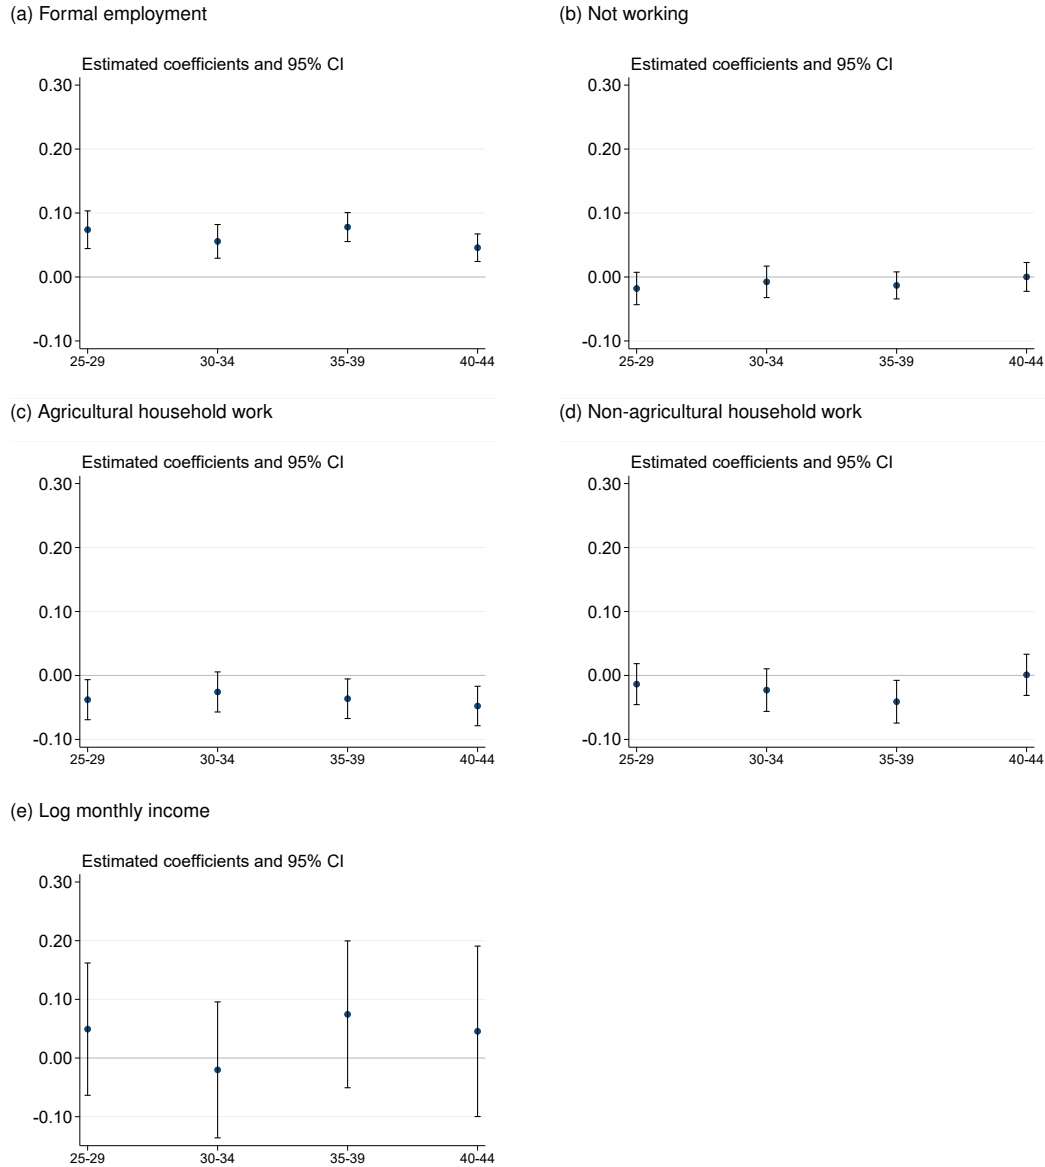 (a) Formal employment
Estimated coefficients and 95% CI
0.30
0.20
0.10
0.00
-0.10
25-29 30-34 35-39 40-44
(b) Not working
Estimated coefficients and 95% CI
0.30
0.20
0.10
0.00
-0.10
25-29 30-34 35-39 40-44
(c) Agricultural household work
Estimated coefficients and 95% CI
0.30
0.20
0.10
0.00
-0.10
25-29 30-34 35-39 40-44
(d) Non-agricultural household work
Estimated coefficients and 95% CI
0.30
0.20
0.10
0.00
-0.10
25-29 30-34 35-39 40-44
(e) Log monthly income
Estimated coefficients and 95% CI
0.30
0.20
0.10
0.00
-0.10
25-29 30-34 35-39 40-44